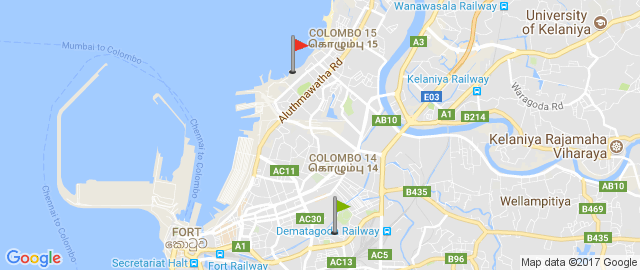 Wanawasala Railway
COLOMBO 15
கொழும்பு 15
University
of Kelaniya
A3
Mumbai to Colombo
Aluthmawatha Rd
Kelaniya Railway
E03
Waragoda Rd
A1
B214
AB10
Chennai to Colombo
Kelaniya Rajamaha
Viharaya
COLOMBO 14
கொழும்பு 14
AC11
B435
AB10
Wellampitiya
B469
Chennai to Colombo
AC30
FORT
කොටුව
Dematagoda Railway
B435
A1
Secretariat Halt
Fort Railway
AC13
AC5
B96
Google
Map data ©2017 Google